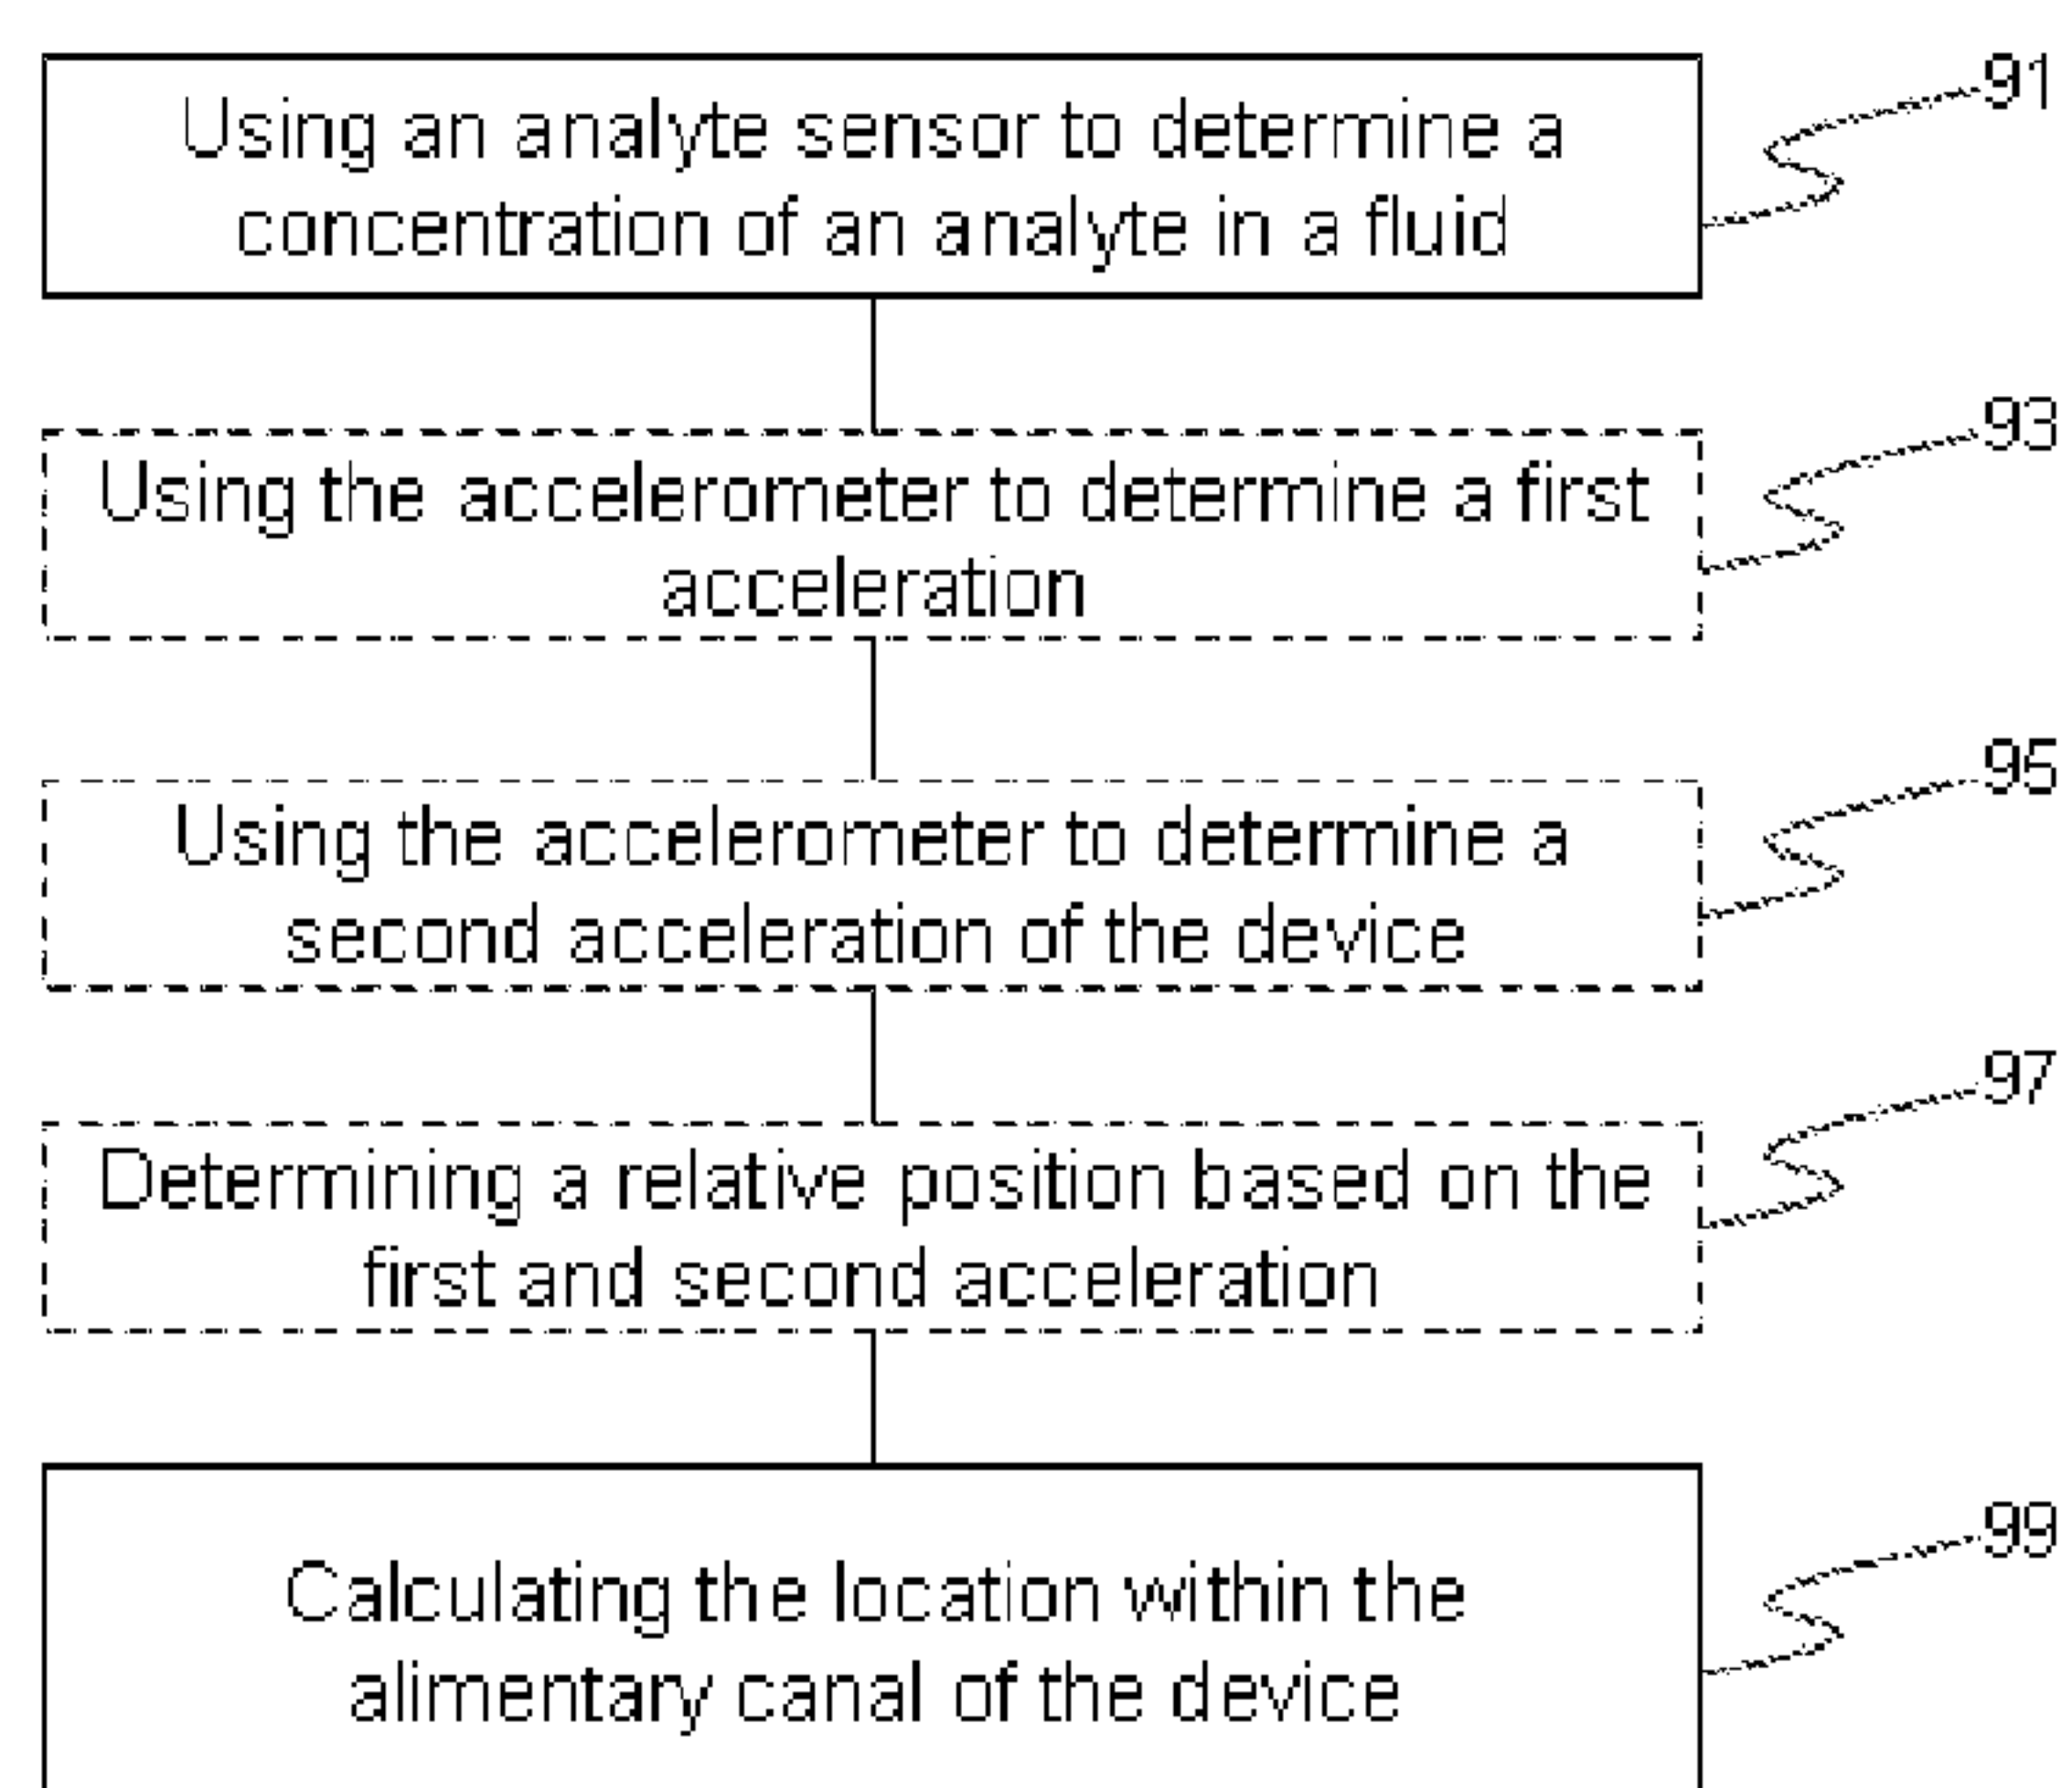 Using an analyte sensor to determine a
concentration of an analyte in a fluid
91
Using the accelerometer to determine a first
acceleration
93
Using the accelerometer to determine a
second acceleration of the device
95
Determining a relative position based on the
first and second acceleration
97
Calculating the location within the
alimentary canal of the device
99